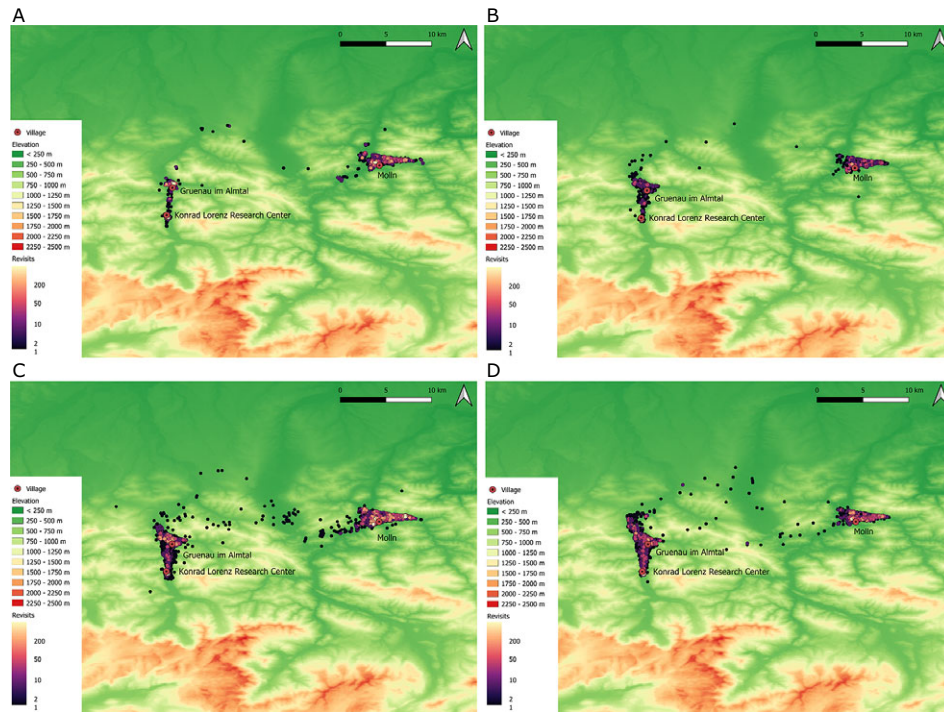 A
0 5 10 km
Village
Elevation
< 250 m
250 - 500 m
500 - 750 m
750 - 1000 m
1000 - 1250 m
1250 - 1500 m
1500 - 1750 m
1750 - 2000 m
2000 - 2250 m
2250 - 2500 m
Revisits
200
50
10
2
1
Molln
Gruenau im Almtal
Konrad Lorenz Research Center
B
0 5 10 km
Village
Elevation
< 250 m
250 - 500 m
500 - 750 m
750 - 1000 m
1000 - 1250 m
1250 - 1500 m
1500 - 1750 m
1750 - 2000 m
2000 - 2250 m
2250 - 2500 m
Revisits
200
50
10
2
1
Molln
Gruenau im Almtal
Konrad Lorenz Research Center
C
0 5 10 km
Village
Elevation
< 250 m
250 - 500 m
500 - 750 m
750 - 1000 m
1000 - 1250 m
1250 - 1500 m
1500 - 1750 m
1750 - 2000 m
2000 - 2250 m
2250 - 2500 m
Revisits
200
50
10
2
1
Molln
Gruenau im Almtal
Konrad Lorenz Research Center
D
0 5 10 km
Village
Elevation
< 250 m
250 - 500 m
500 - 750 m
750 - 1000 m
1000 - 1250 m
1250 - 1500 m
1500 - 1750 m
1750 - 2000 m
2000 - 2250 m
2250 - 2500 m
Revisits
200
50
10
2
1
Molln
Gruenau im Almtal
Konrad Lorenz Research Center